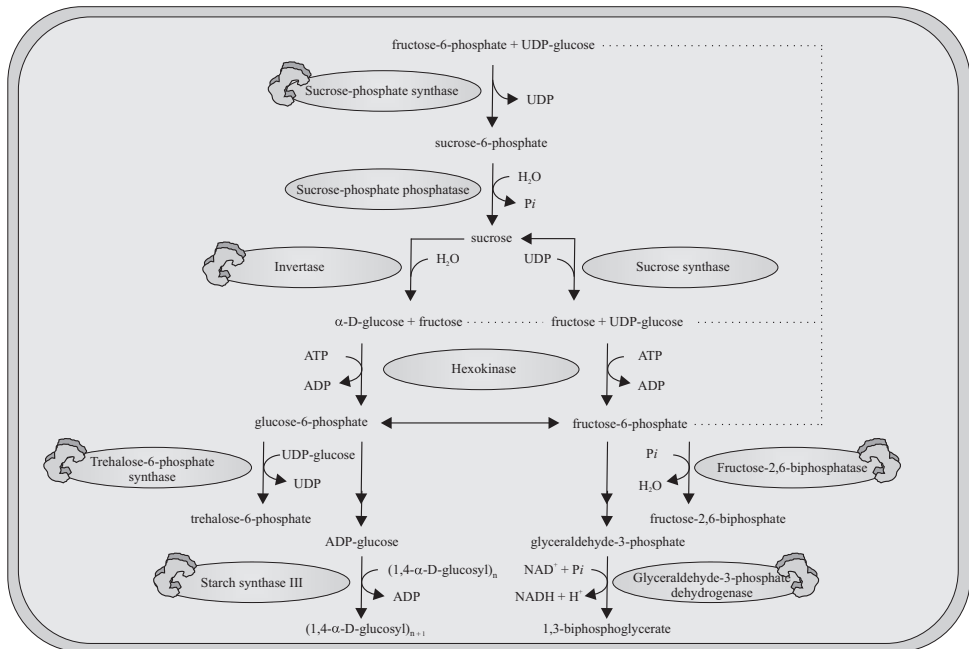 fructose-6-phosphate + UDP-glucose
Sucrose-phosphate synthase
UDP
sucrose-6-phosphate
Sucrose-phosphate phosphatase
H₂O
Pi
sucrose
Invertase
H₂O
UDP
Sucrose synthase
α-D-glucose + fructose
fructose + UDP-glucose
ATP
ADP
Hexokinase
ATP
ADP
glucose-6-phosphate
fructose-6-phosphate
Trehalose-6-phosphate
synthase
UDP-glucose
UDP
Pi
H₂O
Fructose-2,6-biphosphatase
trehalose-6-phosphate
fructose-2,6-biphosphate
ADP-glucose
glyceraldehyde-3-phosphate
Starch synthase III
(1,4-α-D-glucosyl)ₙ
ADP
NAD⁺ + Pi
NADH + H⁺
Glyceraldehyde-3-phosphate
dehydrogenase
(1,4-α-D-glucosyl)ₙ₊₁
1,3-biphosphoglycerate